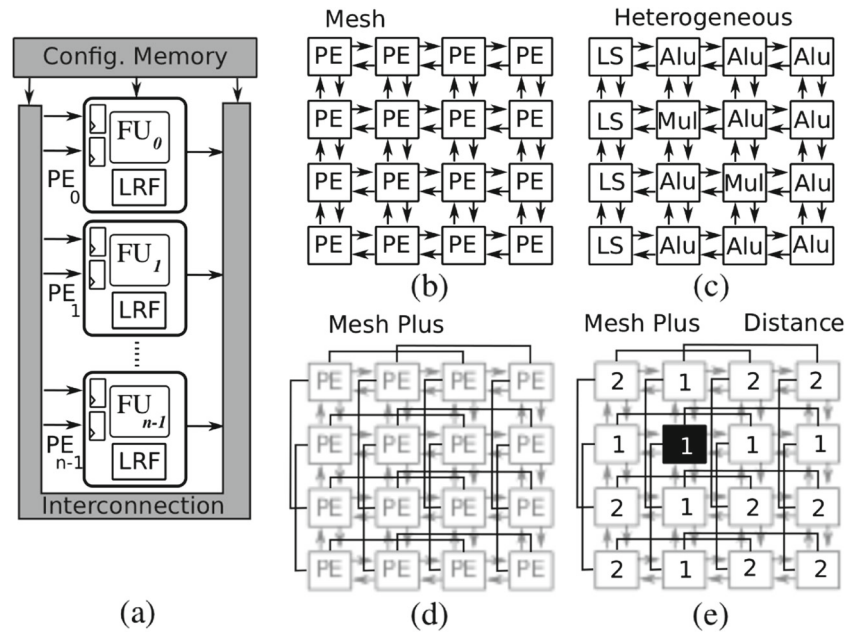 Config. Memory
FU0
LRF
PE0
FU1
LRF
PE1
FUn-1
LRF
PEn-1
Interconnection
(a)
Mesh
PE PE PE PE
PE PE PE PE
PE PE PE PE
PE PE PE PE
(b)
Heterogeneous
LS Alu Alu Alu
LS Mul Alu Alu
LS Alu Mul Alu
LS Alu Alu Alu
(c)
Mesh Plus
PE PE PE PE
PE PE PE PE
PE PE PE PE
PE PE PE PE
(d)
Mesh Plus Distance
2 1 2 2
1 1 1 1
2 1 2 2
2 1 2 2
(e)